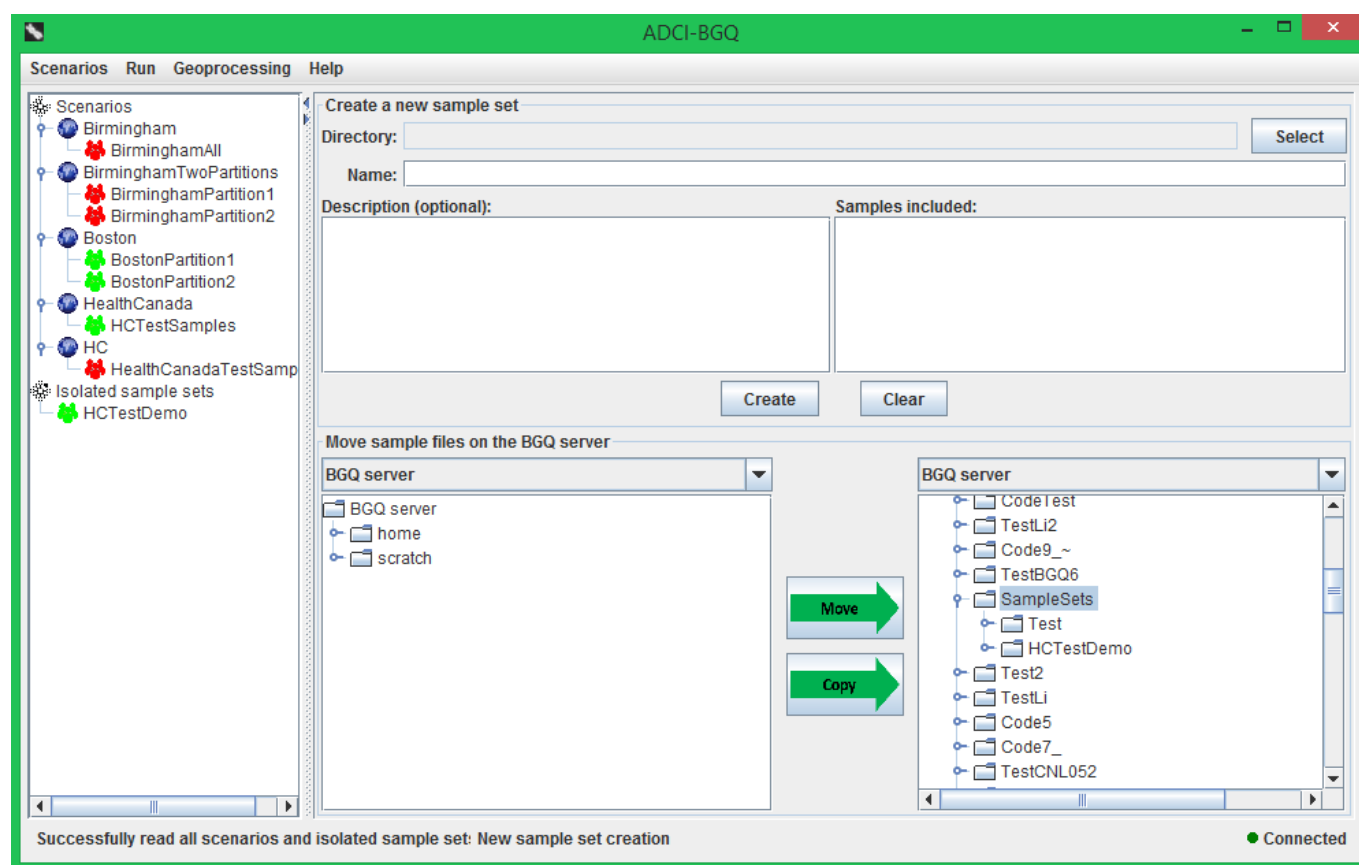 ADCI-BGQ
Scenarios Run Geoprocessing Help
Scenarios
Birmingham
BirminghamAll
BirminghamTwoPartitions
BirminghamPartition1
BirminghamPartition2
Boston
BostonPartition1
BostonPartition2
HealthCanada
HCTestSamples
HC
HealthCanadaTestSamp
Isolated sample sets
HCTestDemo
Create a new sample set
Directory:
Select
Name:
Description (optional):
Samples included:
Create
Clear
Move sample files on the BGQ server
BGQ server
BGQ server
home
scratch
Move
Copy
BGQ server
CodeTest
TestLi2
Code9_~
TestBGQ6
SampleSets
Test
HCTestDemo
Test2
TestLi
Code5
Code7_
TestCNL052
Successfully read all scenarios and isolated sample set: New sample set creation
Connected